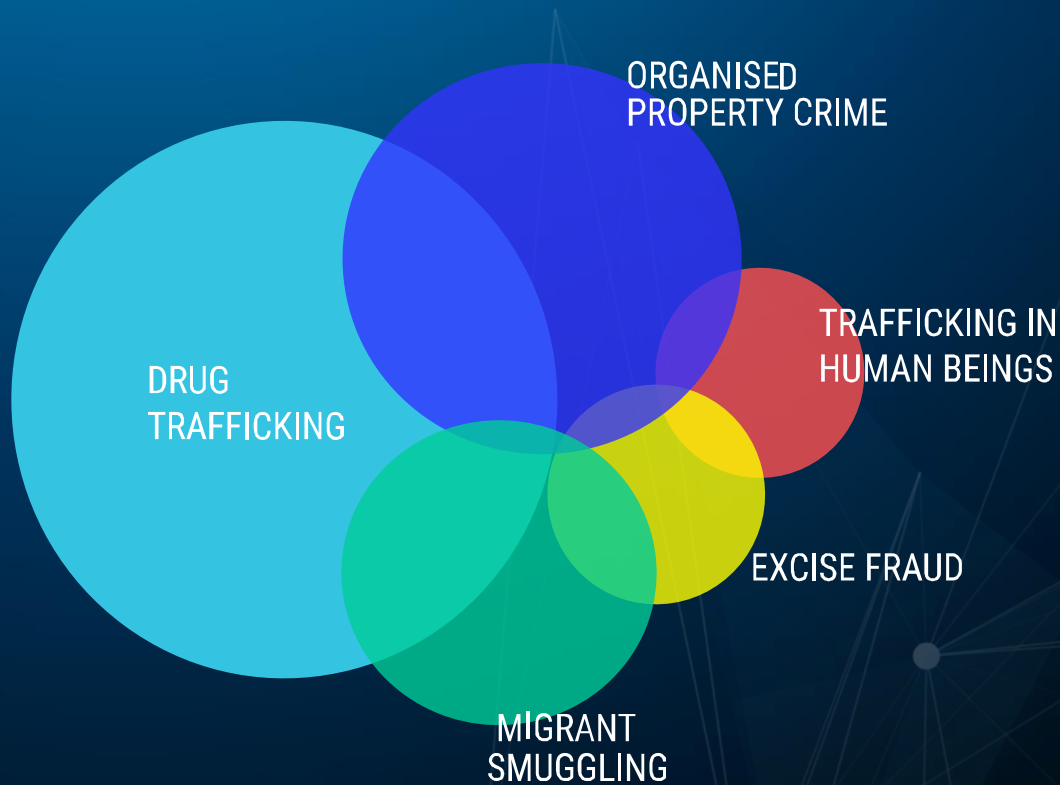 ORGANISED
PROPERTY CRIME
TRAFFICKING IN
HUMAN BEINGS
DRUG
TRAFFICKING
EXCISE FRAUD
MIGRANT
SMUGGLING